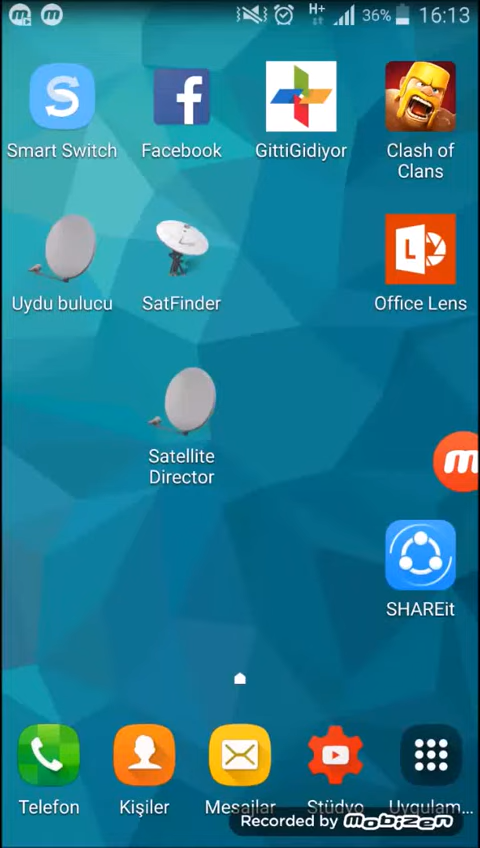 H+
36%
16:13
Smart Switch
Facebook
GittiGidiyor
Clash of
Clans
Uydu bulucu
SatFinder
Office Lens
Satellite
Director
SHAREit
Telefon
Kişiler
Mesajlar
Stüdyo
Uygulam...
Recorded by mobizen